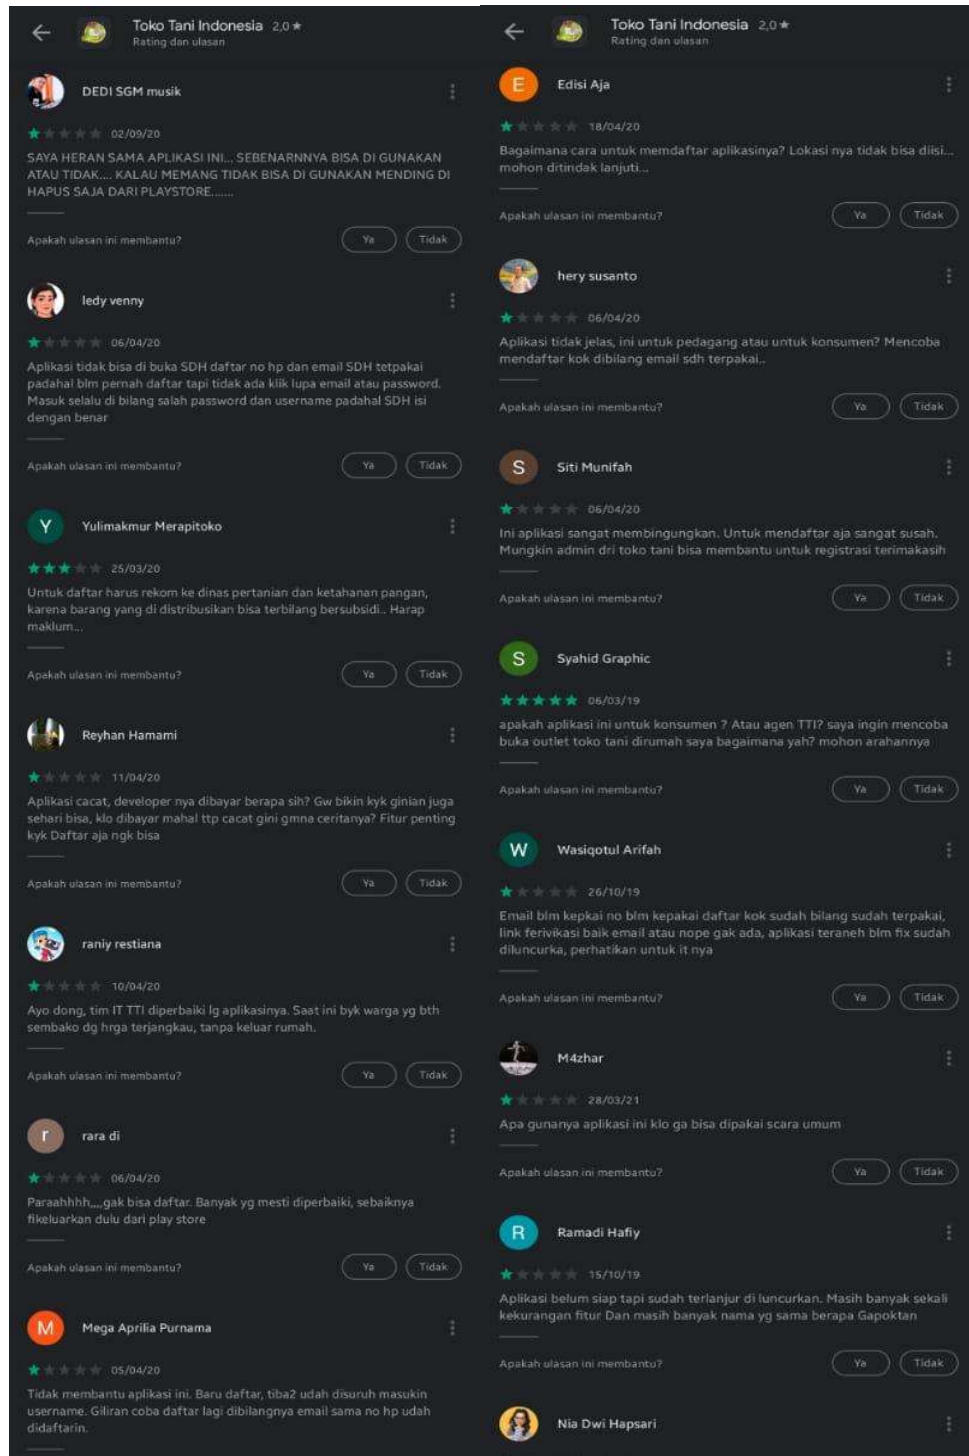 Toko Tani Indonesia 2,0★
Rating dan ulasan
DEDI SGM musik
02/09/20
SAYA HERAN SAMA APLIKASI INI... SEBENARNNYA BISA DI GUNAKAN
ATAU TIDAK.... KALAU MEMANG TIDAK BISA DI GUNAKAN MENDING DI
HAPUS SAJA DARI PLAYSTORE.......
Apakah ulasan ini membantu? Ya Tidak
ledy venny
06/04/20
Aplikasi tidak bisa di buka SDH daftar no hp dan email SDH tetpakai
padahal blm pernah daftar tapi tidak ada klik lupa email atau password.
Masuk selalu di bilang salah password dan username padahal SDH isi
dengan benar
Apakah ulasan ini membantu? Ya Tidak
Y Yulimakmur Merapitoko
25/03/20
Untuk daftar harus rekom ke dinas pertanian dan ketahanan pangan,
karena barang yang di distribusikan bisa terbilang bersubsidi.. Harap
maklum...
Apakah ulasan ini membantu? Ya Tidak
Reyhan Hamami
11/04/20
Aplikasi cacat, developer nya dibayar berapa sih? Gw bikin kyk ginian juga
sehari bisa, klo dibayar mahal ttp cacat gini gmna ceritanya? Fitur penting
kyk Daftar aja ngk bisa
Apakah ulasan ini membantu? Ya Tidak
raniy restiana
10/04/20
Ayo dong, tim IT TTI diperbaiki lg aplikasinya. Saat ini byk warga yg bth
sembako dg hrga terjangkau, tanpa keluar rumah.
Apakah ulasan ini membantu? Ya Tidak
r rara di
06/04/20
Paraahhhh,,,,gak bisa daftar. Banyak yg mesti diperbaiki, sebaiknya
fikeluarkan dulu dari play store
Apakah ulasan ini membantu? Ya Tidak
M Mega Aprilia Purnama
05/04/20
Tidak membantu aplikasi ini. Baru daftar, tiba2 udah disuruh masukin
username. Giliran coba daftar lagi dibilangnya email sama no hp udah
didaftarin.
Toko Tani Indonesia 2,0★
Rating dan ulasan
E Edisi Aja
18/04/20
Bagaimana cara untuk memdaftar aplikasinya? Lokasi nya tidak bisa diisi...
mohon dritindak lanjuti...
Apakah ulasan ini membantu? Ya Tidak
hery susanto
06/04/20
Aplikasi tidak jelas, ini untuk pedagang atau untuk konsumen? Mencoba
mendaftar kok dibilang email sdh terpakai..
Apakah ulasan ini membantu? Ya Tidak
S Siti Munifah
06/04/20
Ini aplikasi sangat membingungkan. Untuk mendaftar aja sangat susah.
Mungkin admin dri toko tani bisa membantu untuk registrasi terimakasih
Apakah ulasan ini membantu? Ya Tidak
S Syahid Graphic
06/03/19
apakah aplikasi ini untuk konsumen ? Atau agen TTI? saya ingin mencoba
buka outlet toko tani dirumah saya bagaimana yah? mohon arahannya
Apakah ulasan ini membantu? Ya Tidak
W Wasiqotul Arifah
26/10/19
Email blm kepkai no blm kepakai daftar kok sudah bilang sudah terpakai,
link ferivikasi baik email atau nope gak ada, aplikasi teraneh blm fix sudah
diluncurka, perhatikan untuk it nya
Apakah ulasan ini membantu? Ya Tidak
M4zhar
28/03/21
Apa gunanya aplikasi ini klo ga bisa dipakai scara umum
Apakah ulasan ini membantu? Ya Tidak
R Ramadi Hafiy
15/10/19
Aplikasi belum siap tapi sudah terlanjur di luncurkan. Masih banyak sekali
kekurangan fitur Dan masih banyak nama yg sama berapa Gapoktan
Apakah ulasan ini membantu? Ya Tidak
Nia Dwi Hapsari